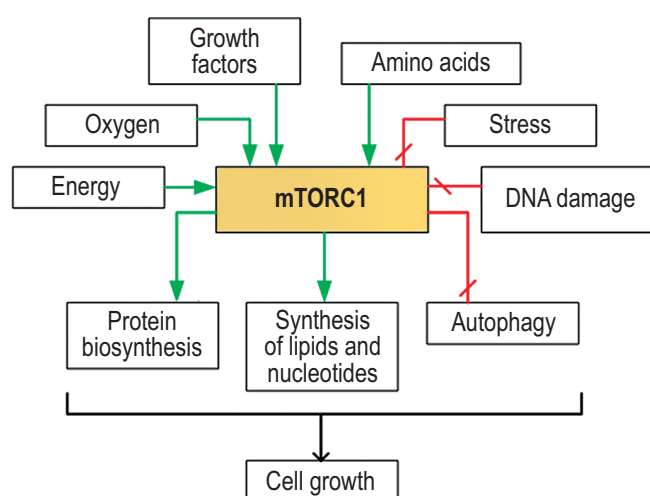 Growth
factors
Amino acids
Oxygen
Stress
Energy
mTORC1
DNA damage
Protein
biosynthesis
Synthesis
of lipids and
nucleotides
Autophagy
Cell growth